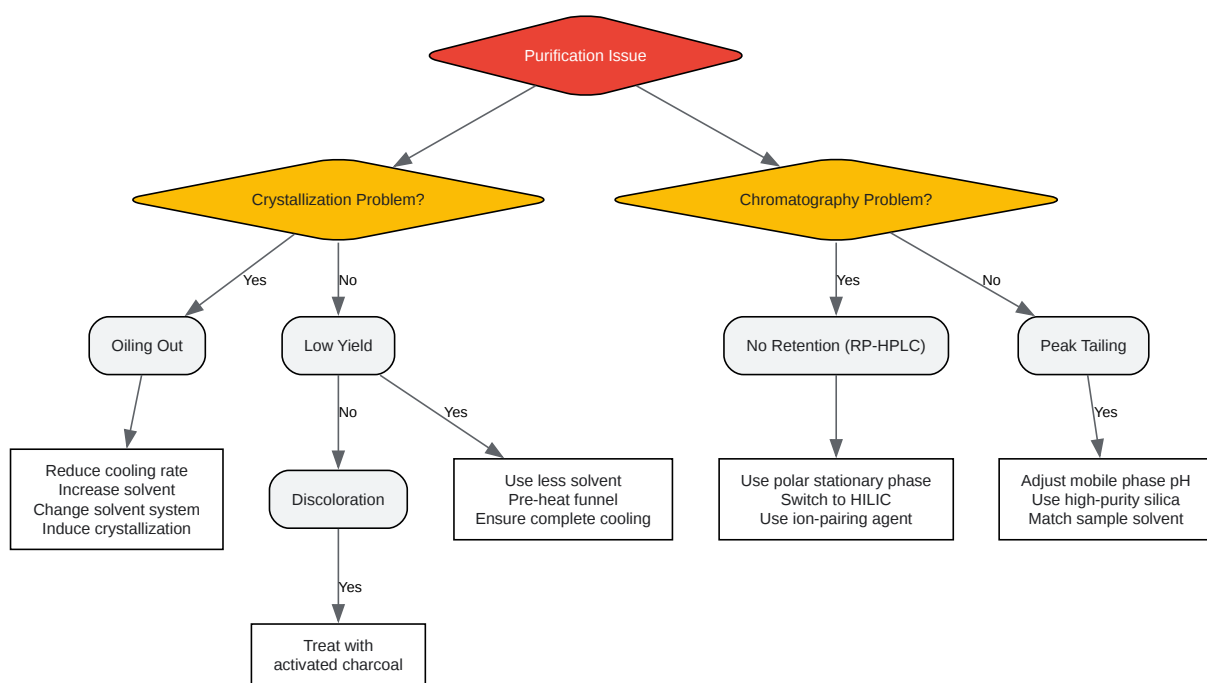 Purification Issue
Crystallization Problem?
Chromatography Problem?
Yes
No
Yes
No
Oiling Out
Low Yield
No Retention (RP-HPLC)
Peak Tailing
No
Yes
Yes
Reduce cooling rate
Increase solvent
Change solvent system
Induce crystallization
Discoloration
Use less solvent
Pre-heat funnel
Ensure complete cooling
Use polar stationary phase
Switch to HILIC
Use ion-pairing agent
Adjust mobile phase pH
Use high-purity silica
Match sample solvent
Yes
Treat with
activated charcoal